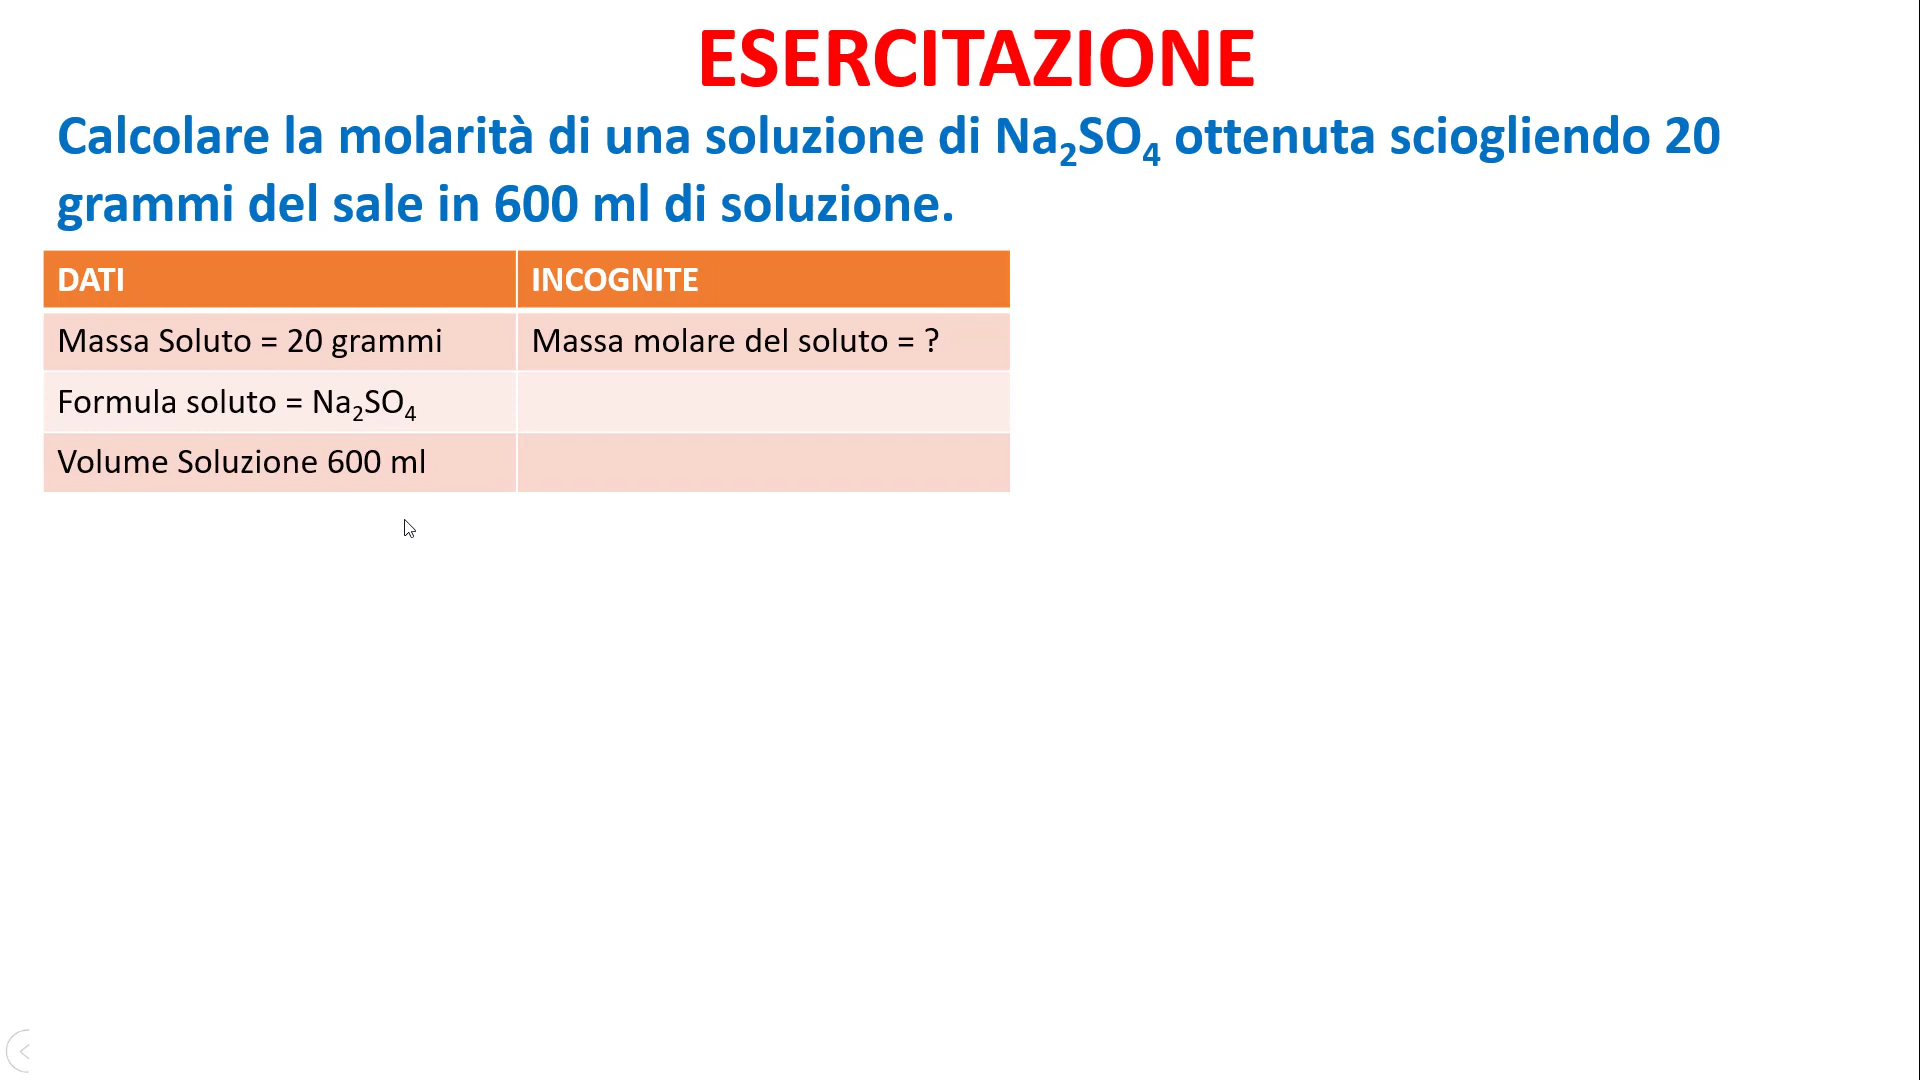 ESERCITAZIONE
Calcolare la molarità di una soluzione di Na₂SO₄ ottenuta sciogliendo 20
grammi del sale in 600 ml di soluzione.
DATI INCOGNITE
Massa Soluto = 20 grammi Massa molare del soluto = ?
Formula soluto = Na₂SO₄
Volume Soluzione 600 ml